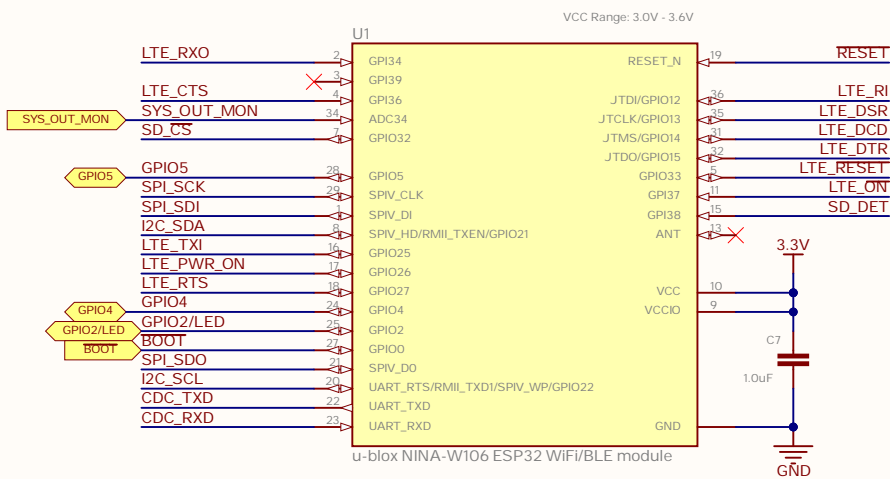 VCC Range: 3.0V - 3.6V
U1
LTE_RXO 2 GPI34 RESET_N 19 RESET
3 GPI39
LTE_CTS 4 GPI36 JTDI/GPIO12 36 LTE_RI
SYS_OUT_MON SYS_OUT_MON 34 ADC34 JTCLK/GPIO13 35 LTE_DSR
SD_CS 7 GPIO32 JTMS/GPIO14 31 LTE_DCD
JTDO/GPIO15 32 LTE_DTR
GPIO5 GPIO5 28 GPIO5 GPIO33 5 LTE_RESET
SPI_SCK 29 SPIV_CLK GPI37 11 LTE_ON
SPI_SDI 1 SPIV_DI GPI38 15 SD_DET
I2C_SDA 8 SPIV_HD/RMII_TXEN/GPIO21 ANT 13
LTE_TXI 16 GPIO25 3.3V
LTE_PWR_ON 17 GPIO26
LTE_RTS 18 GPIO27 VCC 10
GPIO4 GPIO4 24 GPIO4 VCCIO 9
GPIO2/LED GPIO2/LED 25 GPIO2
BOOT BOOT 27 GPIO0 C7
SPI_SDO 21 SPIV_D0
I2C_SCL 20 UART_RTS/RMII_TXD1/SPIV_WP/GPIO22 1.0uF
CDC_TXD 22 UART_TXD
CDC_RXD 23 UART_RXD GND
u-blox NINA-W106 ESP32 WiFi/BLE module
GND